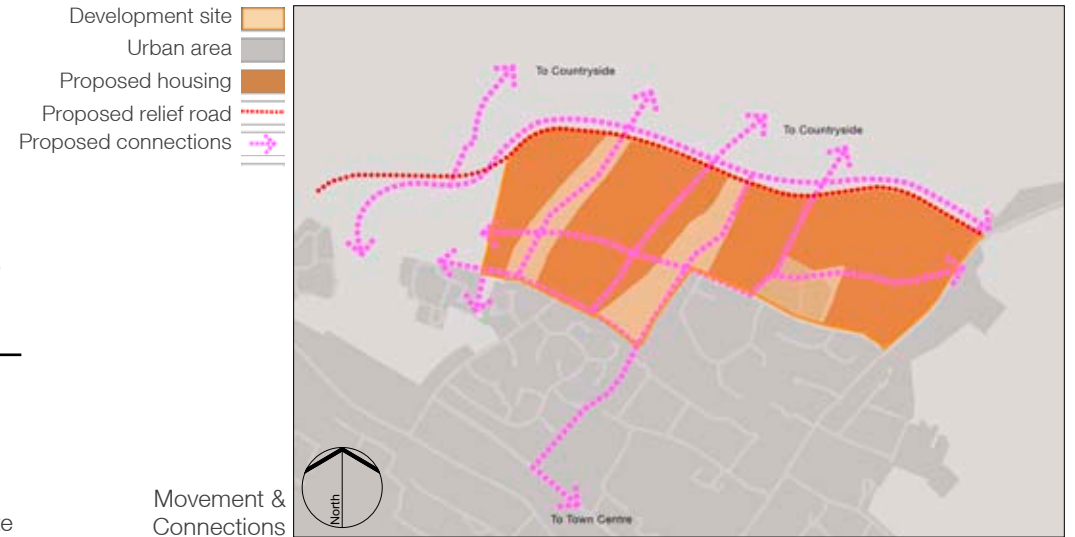 Development site
Urban area
Proposed housing
Proposed relief road
Proposed connections
To Countryside
To Countryside
To Town Centre
North
Movement &
Connections
e